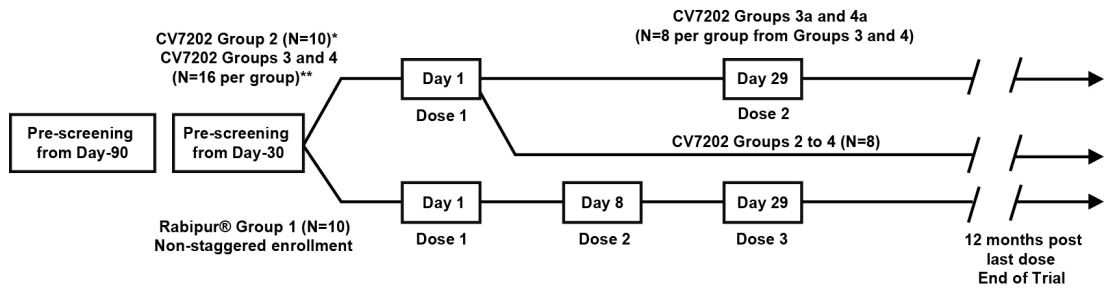 CV7202 Group 2 (N=10)*
CV7202 Groups 3 and 4
(N=16 per group)**
CV7202 Groups 3a and 4a
(N=8 per group from Groups 3 and 4)
Pre-screening
from Day-90
Pre-screening
from Day-30
Day 1
Dose 1
Day 29
Dose 2
CV7202 Groups 2 to 4 (N=8)
Rabipur® Group 1 (N=10)
Non-staggered enrollment
Day 1
Dose 1
Day 8
Dose 2
Day 29
Dose 3
12 months post
last dose
End of Trial